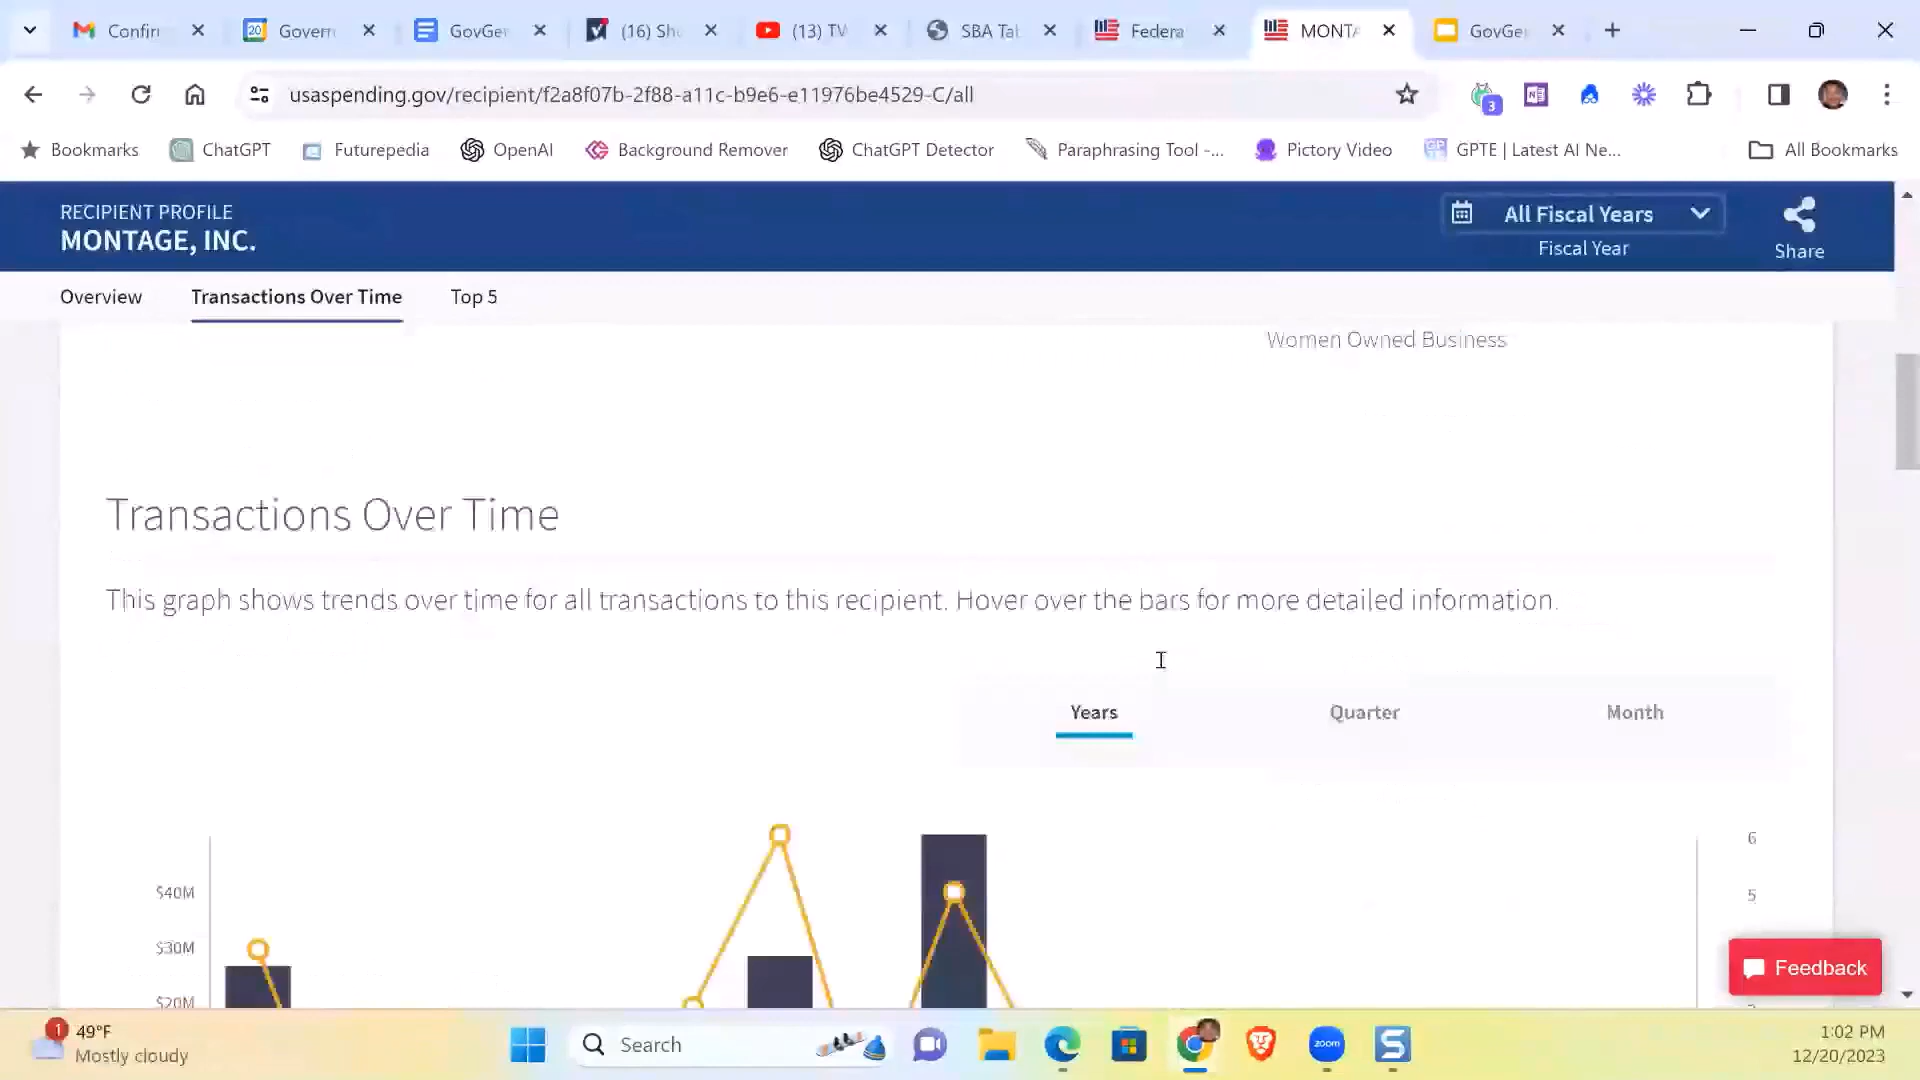 Confir
20
Govern
GovGe
(16) Sh
(13) TV
SBA Tal
Federa
MONTA
GovGe
usaspending.gov/recipient/f2a8f07b-2f88-a11c-b9e6-e11976be4529-C/all
3
Bookmarks
ChatGPT
Futurepedia
OpenAI
Background Remover
ChatGPT Detector
Paraphrasing Tool -...
Pictory Video
GPTE | Latest AI Ne...
All Bookmarks
RECIPIENT PROFILE
MONTAGE, INC.
All Fiscal Years
Fiscal Year
Share
Overview
Transactions Over Time
Top 5
Women Owned Business
Transactions Over Time
This graph shows trends over time for all transactions to this recipient. Hover over the bars for more detailed information.
Years
Quarter
Month
6
$40M
5
$30M
$20M
Feedback
1
49°F
Mostly cloudy
Search
zoom
1:02 PM
12/20/2023